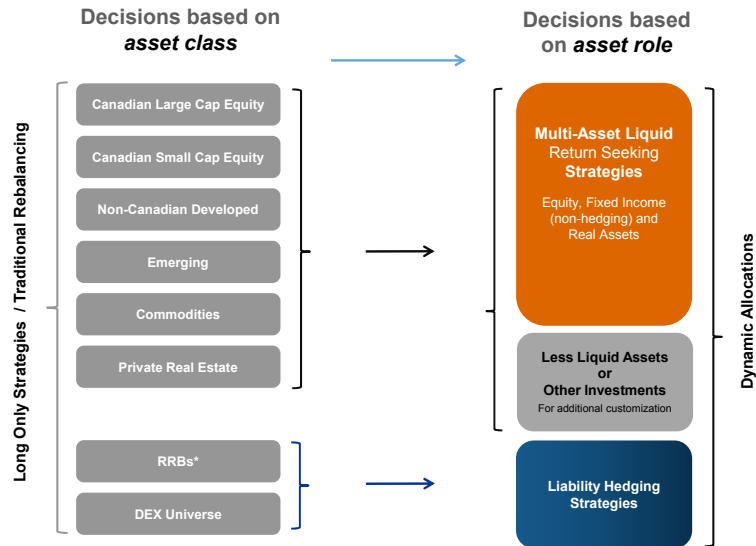 Decisions based on
asset class
Decisions based
on asset role
Long Only Strategies / Traditional Rebalancing
Canadian Large Cap Equity
Canadian Small Cap Equity
Non-Canadian Developed
Emerging
Commodities
Private Real Estate
RRBs*
DEX Universe
Multi-Asset Liquid
Return Seeking
Strategies
Equity, Fixed Income
(non-hedging) and
Real Assets
Less Liquid Assets
or
Other Investments
For additional customization
Liability Hedging
Strategies
Dynamic Allocations